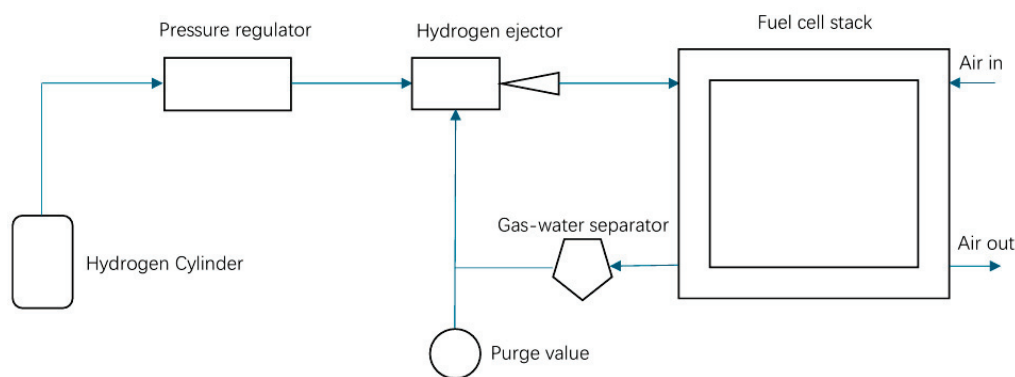 Pressure regulator
Hydrogen ejector
Fuel cell stack
Air in
Gas-water separator
Air out
Hydrogen Cylinder
Purge value